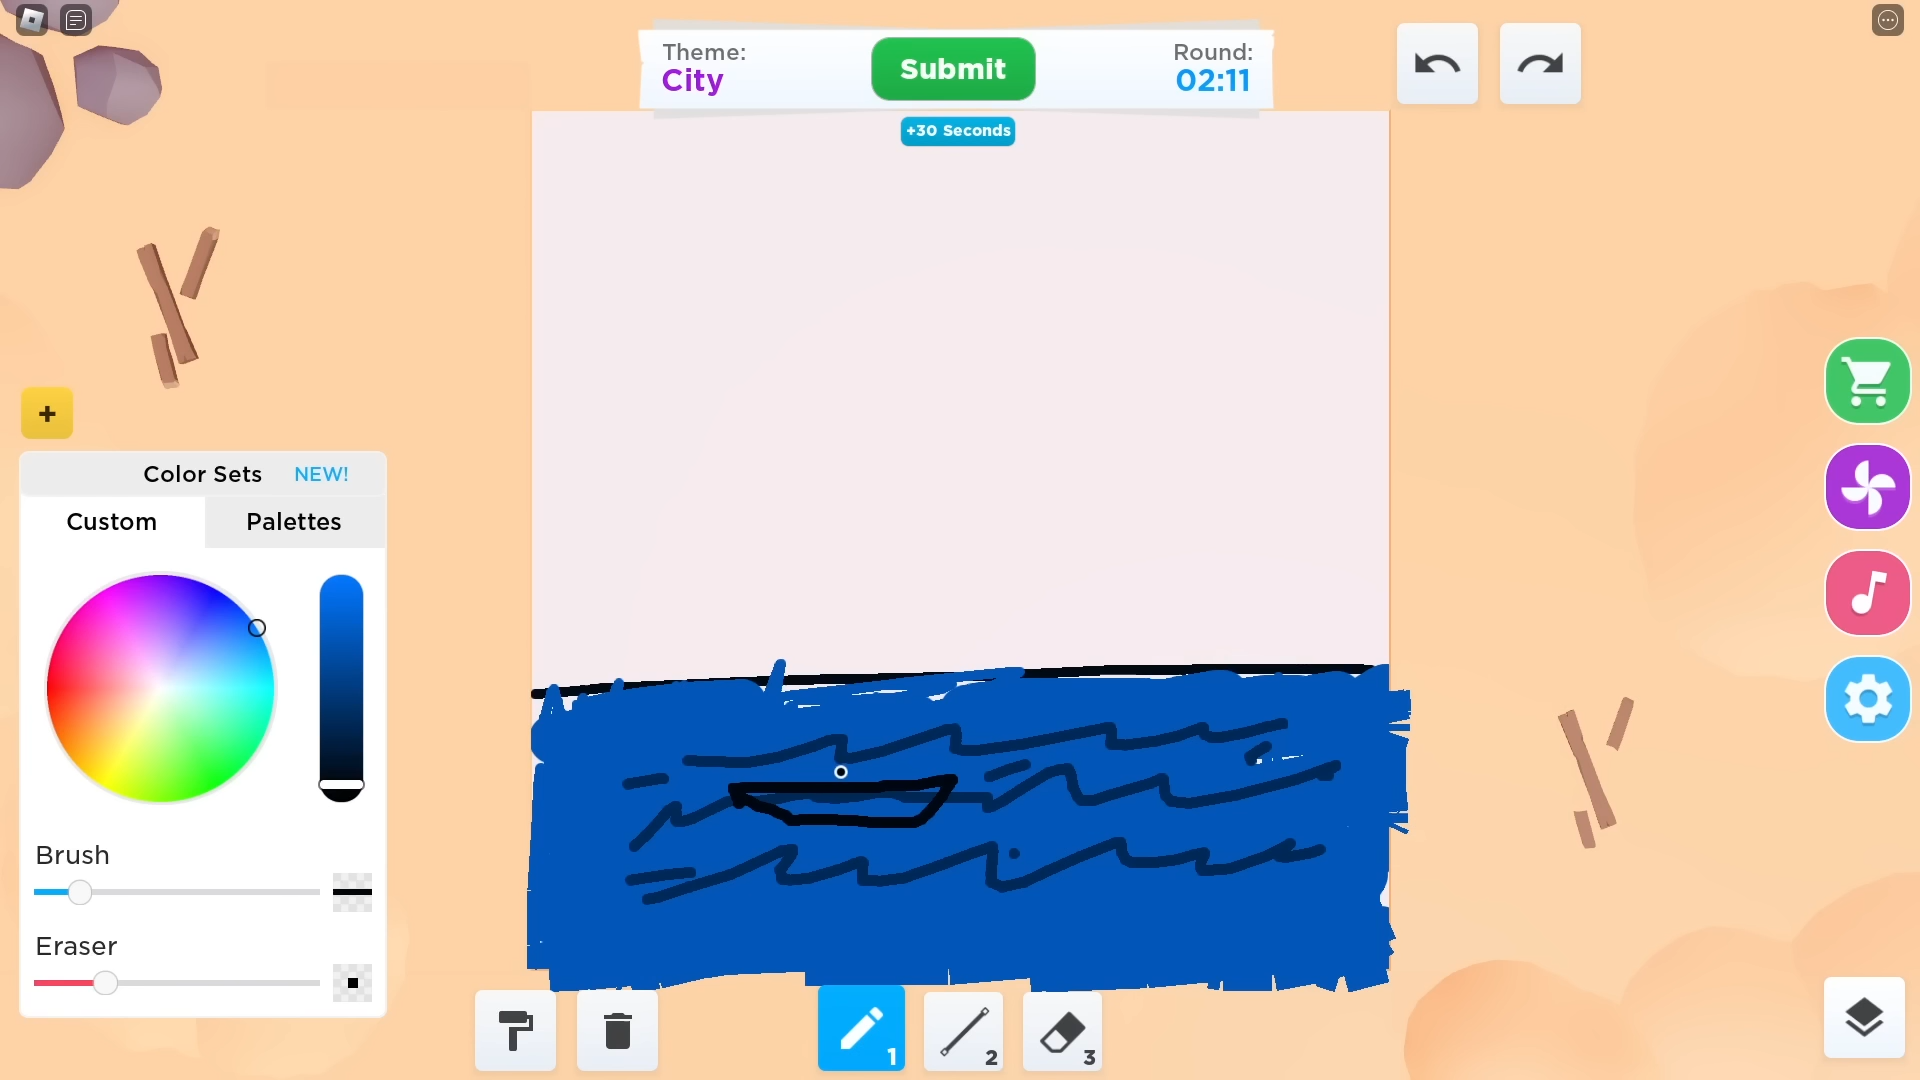 Theme:
City
Submit
Round:
02:11
+30 Seconds
+
Color Sets NEW!
Custom
Palettes
Brush
Eraser
1
2
3